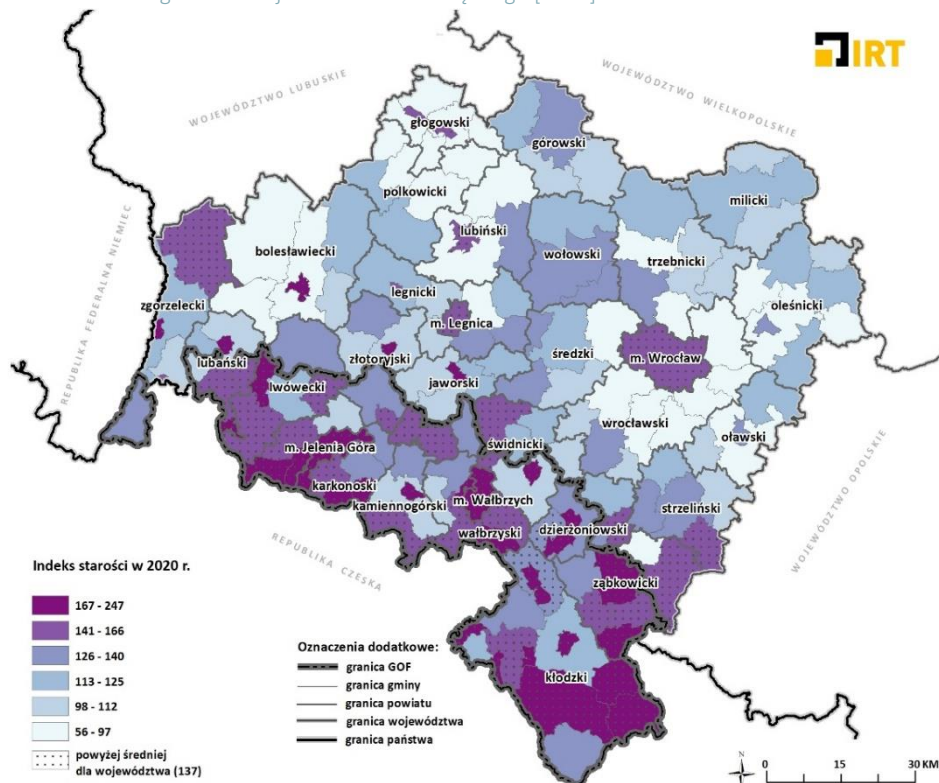 IRT
WOJEWÓDZTWO LUBUSKIE
WOJEWÓDZTWO WIELKOPOLSKIE
REPUBLIKA FEDERALNA NIEMIEC
głogowski
górowski
polkowicki
milicki
lubiński
bolesławiecki
wołowski
trzebnicki
zgorzelecki
legnicki
oleśnicki
m. Legnica
lubański
złotoryjski
średzki
m. Wrocław
lwówecki
jaworski
wrocławski
oławski
m. Jelenia Góra
świdnicki
karkonoski
kamiennogórski
m. Wałbrzych
strzeliński
wałbrzyski
dzierżoniowski
WOJEWÓDZTWO OPOLSKIE
REPUBLIKA CZESKA
ząbkowicki
kłodzki
Indeks starości w 2020 r.
167 - 247
141 - 166
126 - 140
113 - 125
98 - 112
56 - 97
powyżej średniej
dla województwa (137)
Oznaczenia dodatkowe:
granica GOF
granica gminy
granica powiatu
granica województwa
granica państwa
N
0 15 30 KM